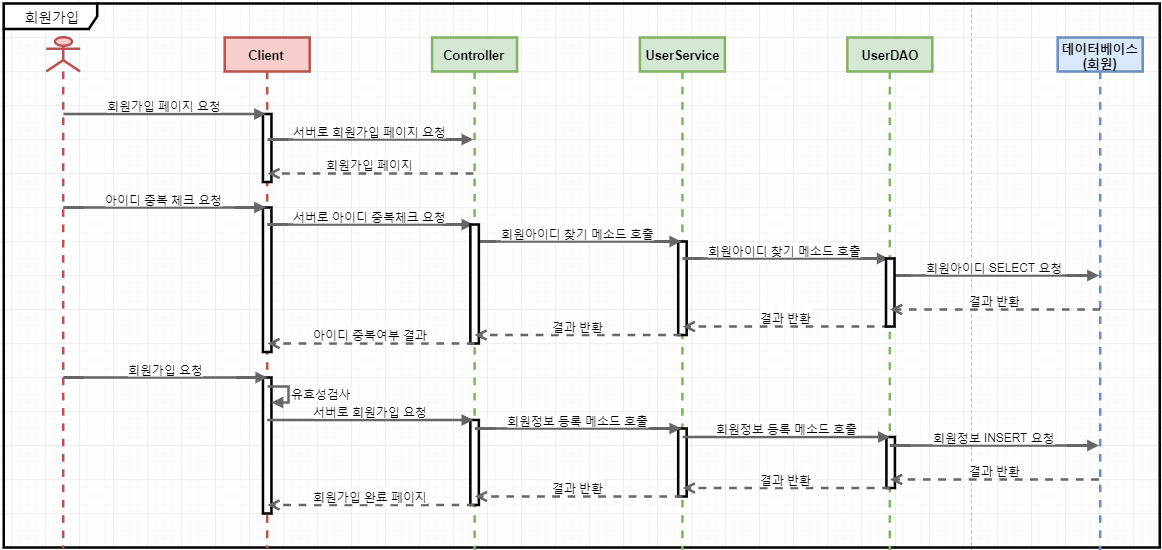 회원가입
Client
Controller
UserService
UserDAO
데이터베이스
(회원)
회원가입 페이지 요청
서버로 회원가입 페이지 요청
회원가입 페이지
아이디 중복 체크 요청
서버로 아이디 중복체크 요청
회원아이디 찾기 메소드 호출
회원아이디 찾기 메소드 호출
회원아이디 SELECT 요청
결과 반환
결과 반환
결과 반환
아이디 중복여부 결과
회원가입 요청
유효성검사
서버로 회원가입 요청
회원정보 등록 메소드 호출
회원정보 등록 메소드 호출
회원정보 INSERT 요청
결과 반환
결과 반환
결과 반환
회원가입 완료 페이지